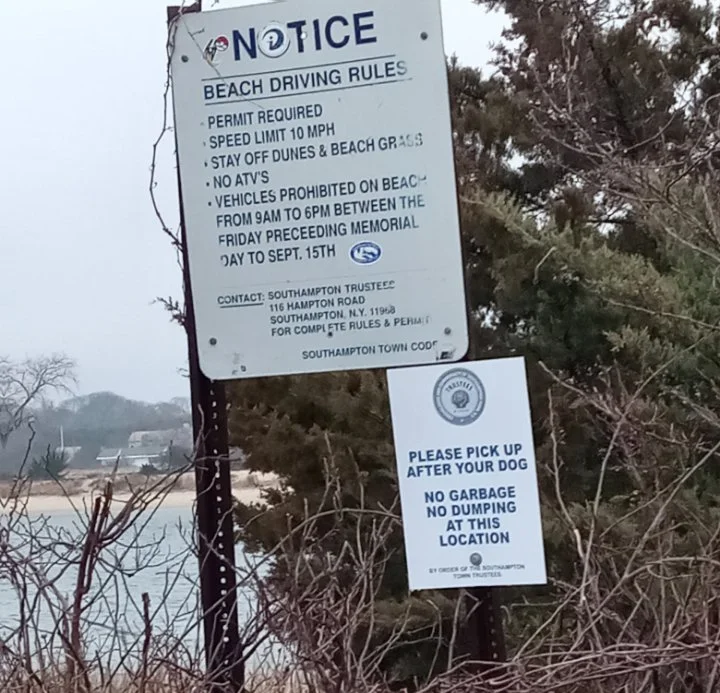 NOTICE
BEACH DRIVING RULES
• PERMIT REQUIRED
• SPEED LIMIT 10 MPH
• STAY OFF DUNES & BEACH GRASS
• NO ATV'S
• VEHICLES PROHIBITED ON BEACH
FROM 9AM TO 6PM BETWEEN THE
FRIDAY PRECEEDING MEMORIAL
DAY TO SEPT. 15TH
CONTACT: SOUTHAMPTON TRUSTEES
116 HAMPTON ROAD
SOUTHAMPTON, N.Y. 11968
FOR COMPLETE RULES & PERMIT
SOUTHAMPTON TOWN CODE
TRUSTEES
PLEASE PICK UP
AFTER YOUR DOG
NO GARBAGE
NO DUMPING
AT THIS
LOCATION
BY ORDER OF THE SOUTHAMPTON
TOWN TRUSTEES